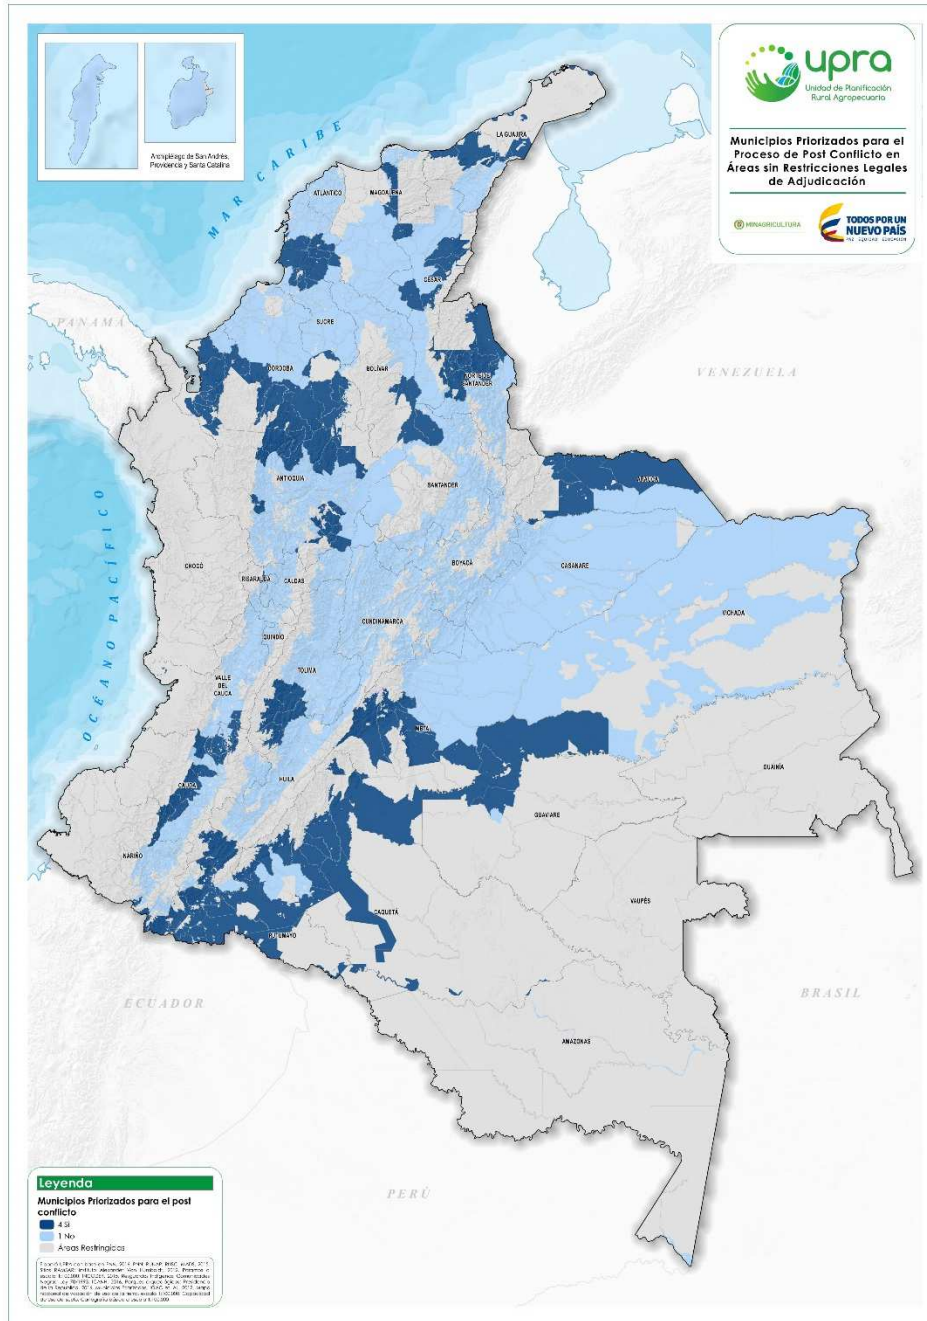 upra
Unidad de Planificación
Rural Agropecuaria
Municipios Priorizados para el
Proceso de Post Conflicto en
Áreas sin Restricciones Legales
de Adjudicación
MINAGRICULTURA
TODOS POR UN
NUEVO PAÍS
PAZ EQUIDAD EDUCACIÓN
Archipiélago de San Andrés,
Providencia y Santa Catalina
MAR CARIBE
LA GUAJIRA
ATLÁNTICO
MAGDALENA
CESAR
SUCRE
PANAMÁ
VENEZUELA
CÓRDOBA
BOLÍVAR
NORTE DE
SANTANDER
ANTIOQUIA
SANTANDER
ARAUCA
OCÉANO PACÍFICO
CHOCÓ
RISARALDA
CALDAS
BOYACÁ
CASANARE
VICHADA
CUNDINAMARCA
QUINDÍO
TOLIMA
VALLE
DEL
CAUCA
META
GUAINÍA
HUILA
CAUCA
GUAVIARE
NARIÑO
VAUPÉS
CAQUETÁ
PUTUMAYO
ECUADOR
BRASIL
AMAZONAS
PERÚ
Leyenda
Municipios Priorizados para el post
conflicto
4 Si
1 No
Áreas Restringidas